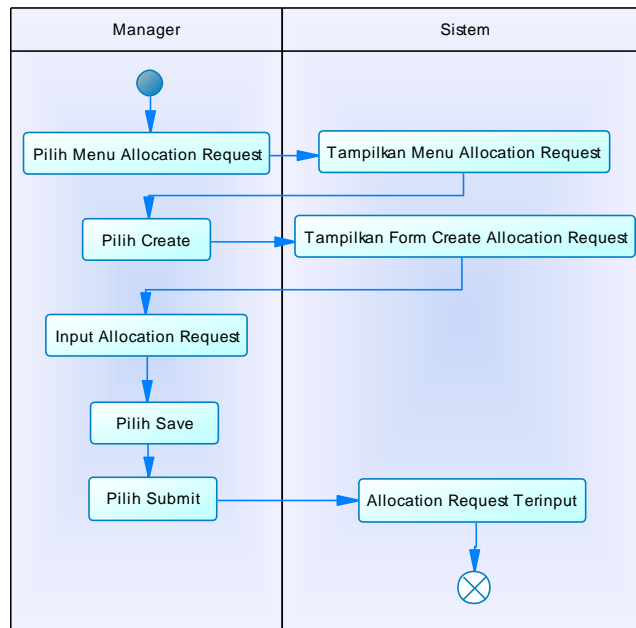 Manager
Sistem
Pilih Menu Allocation Request
Tampilkan Menu Allocation Request
Pilih Create
Tampilkan Form Create Allocation Request
Input Allocation Request
Pilih Save
Pilih Submit
Allocation Request Terinput